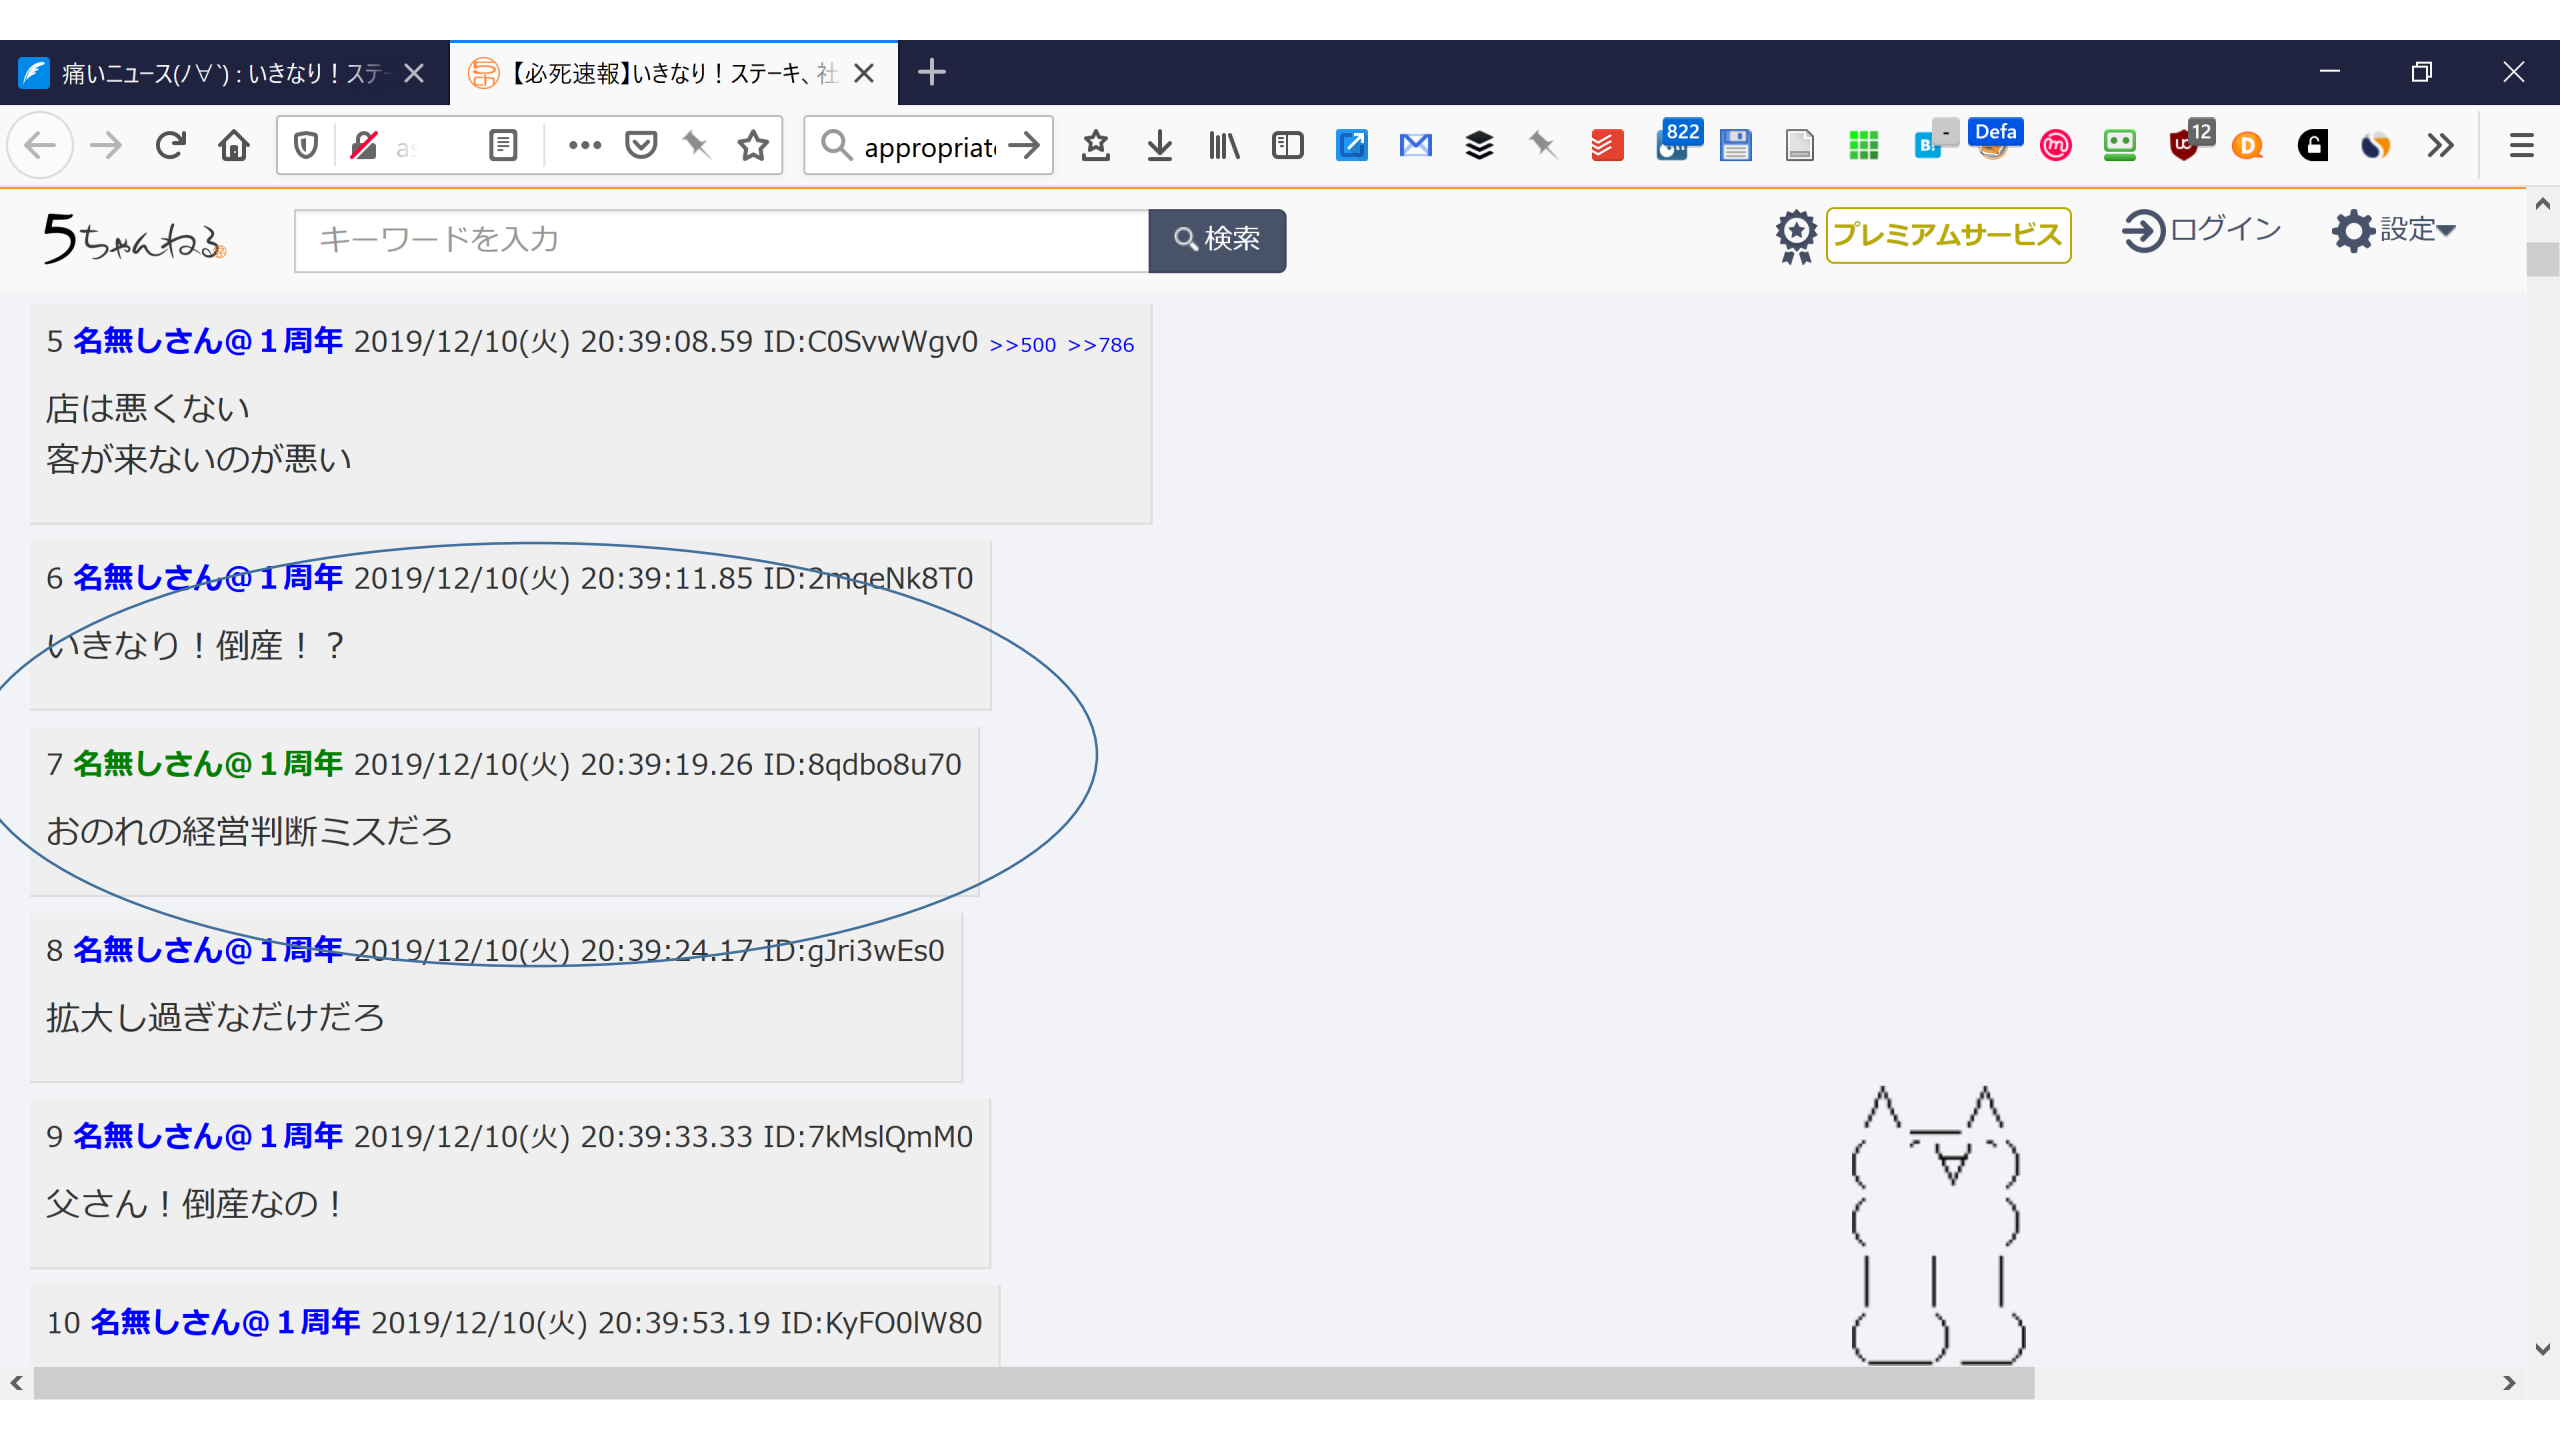 痛いニュース(ノ∀`) : いきなり！ステー
【必死速報】いきなり！ステーキ、社
as
appropriate
822
-
Defa
12
5ちゃんねる
キーワードを入力
検索
プレミアムサービス
ログイン
設定
5 名無しさん@１周年 2019/12/10(火) 20:39:08.59 ID:C0SvwWgv0 >>500 >>786
店は悪くない
客が来ないのが悪い
6 名無しさん@１周年 2019/12/10(火) 20:39:11.85 ID:2mqeNk8T0
いきなり！倒産！？
7 名無しさん@１周年 2019/12/10(火) 20:39:19.26 ID:8qdbo8u70
おのれの経営判断ミスだろ
8 名無しさん@１周年 2019/12/10(火) 20:39:24.17 ID:gJri3wEs0
拡大し過ぎなだけだろ
9 名無しさん@１周年 2019/12/10(火) 20:39:33.33 ID:7kMslQmM0
父さん！倒産なの！
10 名無しさん@１周年 2019/12/10(火) 20:39:53.19 ID:KyFO0lW80